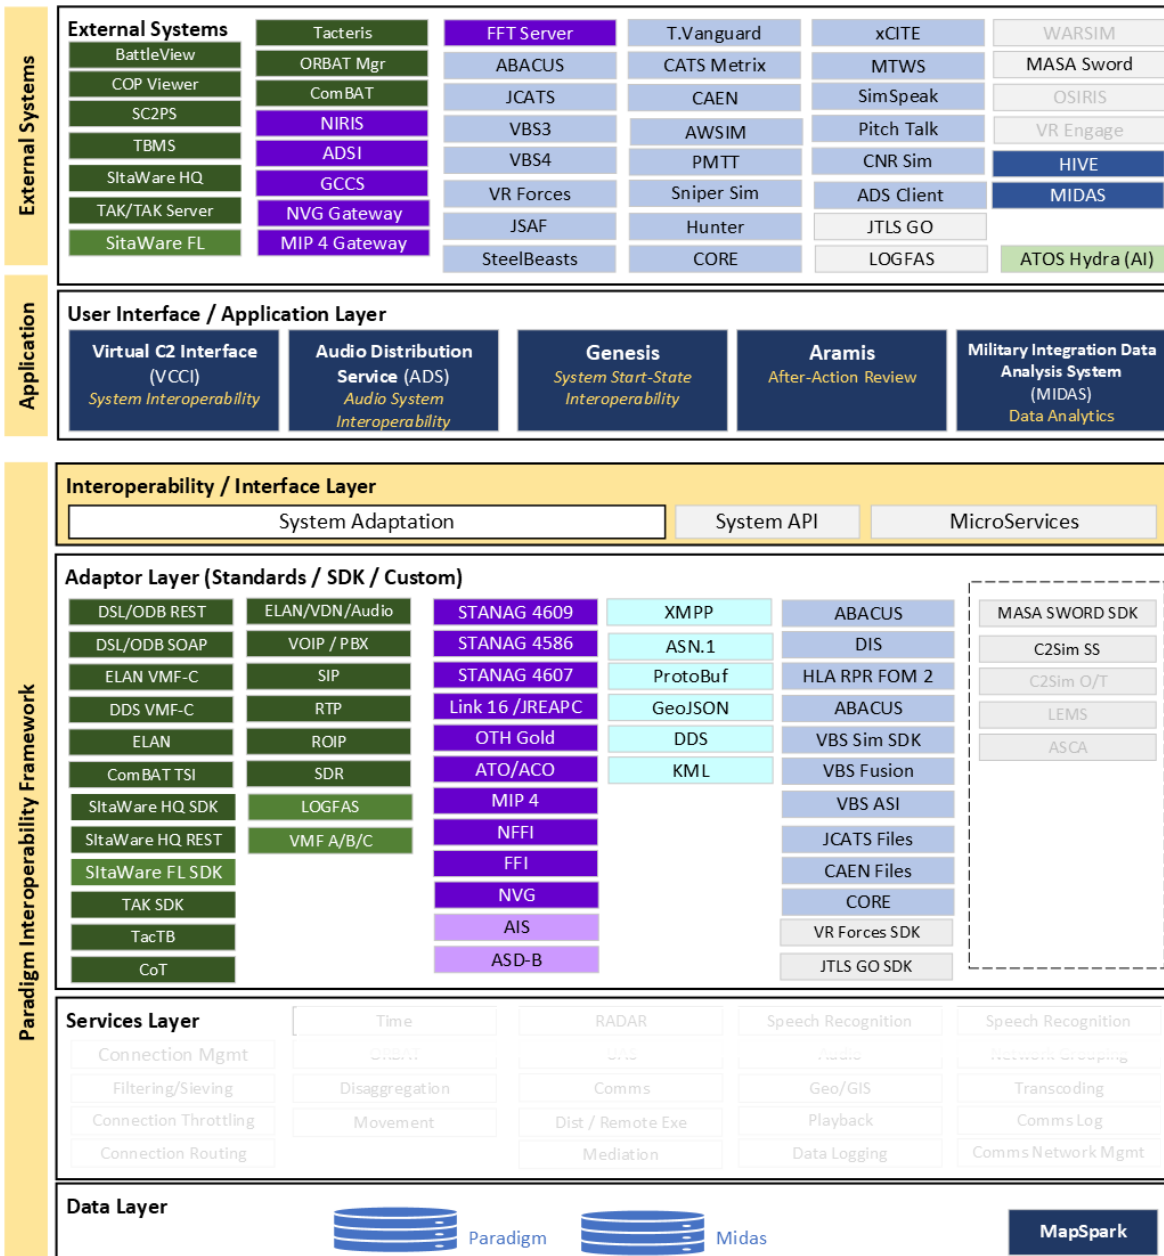 External Systems
External Systems
BattleView
COP Viewer
SC2PS
TBMS
SItaWare HQ
TAK/TAK Server
SitaWare FL
Tacteris
ORBAT Mgr
ComBAT
NIRIS
ADSI
GCCS
NVG Gateway
MIP 4 Gateway
FFT Server
ABACUS
JCATS
VBS3
VBS4
VR Forces
JSAF
SteelBeasts
T.Vanguard
CATS Metrix
CAEN
AWSIM
PMTT
Sniper Sim
Hunter
CORE
xCITE
MTWS
SimSpeak
Pitch Talk
CNR Sim
ADS Client
JTLS GO
LOGFAS
WARSIM
MASA Sword
OSIRIS
VR Engage
HIVE
MIDAS
ATOS Hydra (AI)
Application
User Interface / Application Layer
Virtual C2 Interface
(VCCI)
System Interoperability
Audio Distribution
Service (ADS)
Audio System
Interoperability
Genesis
System Start-State
Interoperability
Aramis
After-Action Review
Military Integration Data
Analysis System
(MIDAS)
Data Analytics
Paradigm Interoperability Framework
Interoperability / Interface Layer
System Adaptation
System API
MicroServices
Adaptor Layer (Standards / SDK / Custom)
DSL/ODB REST
DSL/ODB SOAP
ELAN VMF-C
DDS VMF-C
ELAN
ComBAT TSI
SItaWare HQ SDK
SItaWare HQ REST
SItaWare FL SDK
TAK SDK
TacTB
CoT
ELAN/VDN/Audio
VOIP / PBX
SIP
RTP
ROIP
SDR
LOGFAS
VMF A/B/C
STANAG 4609
STANAG 4586
STANAG 4607
Link 16 /JREAPC
OTH Gold
ATO/ACO
MIP 4
NFFI
FFI
NVG
AIS
ASD-B
XMPP
ASN.1
ProtoBuf
GeoJSON
DDS
KML
ABACUS
DIS
HLA RPR FOM 2
ABACUS
VBS Sim SDK
VBS Fusion
VBS ASI
JCATS Files
CAEN Files
CORE
VR Forces SDK
JTLS GO SDK
MASA SWORD SDK
C2Sim SS
C2Sim O/T
LEMS
ASCA
Services Layer
Connection Mgmt
Filtering/Sieving
Connection Throttling
Connection Routing
Time
ORBAT
Disaggregation
Movement
RADAR
UAS
Comms
Dist / Remote Exe
Mediation
Speech Recognition
Audio
Geo/GIS
Playback
Data Logging
Speech Recognition
Network Grouping
Transcoding
Comms Log
Comms Network Mgmt
Data Layer
Paradigm
Midas
MapSpark